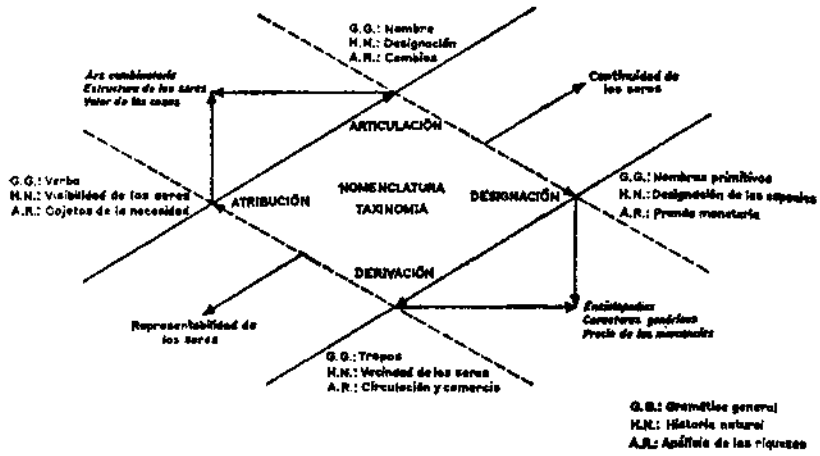 G.G.: Nombre
H.N.: Designación
A.R.: Cambios
Ars combinatoria
Estructura de los seres
Valor de las cosas
Continuidad de
los seres
ARTICULACIÓN
G.G.: Verbo
H.N.: Visibilidad de los seres
A.R.: Objetos de la necesidad
ATRIBUCIÓN
NOMENCLATURA
TAXINOMIA
DESIGNACIÓN
G.G.: Nombres primitivos
H.N.: Designación de las especies
A.R.: Prenda monetaria
DERIVACIÓN
Representabilidad de
los seres
Enciclopedias
Caracteres genéricos
Precio de las mercancías
G.G.: Tropos
H.N.: Vecindad de los seres
A.R.: Circulación y comercio
G.G.: Gramática general
H.N.: Historia natural
A.R.: Análisis de las riquezas